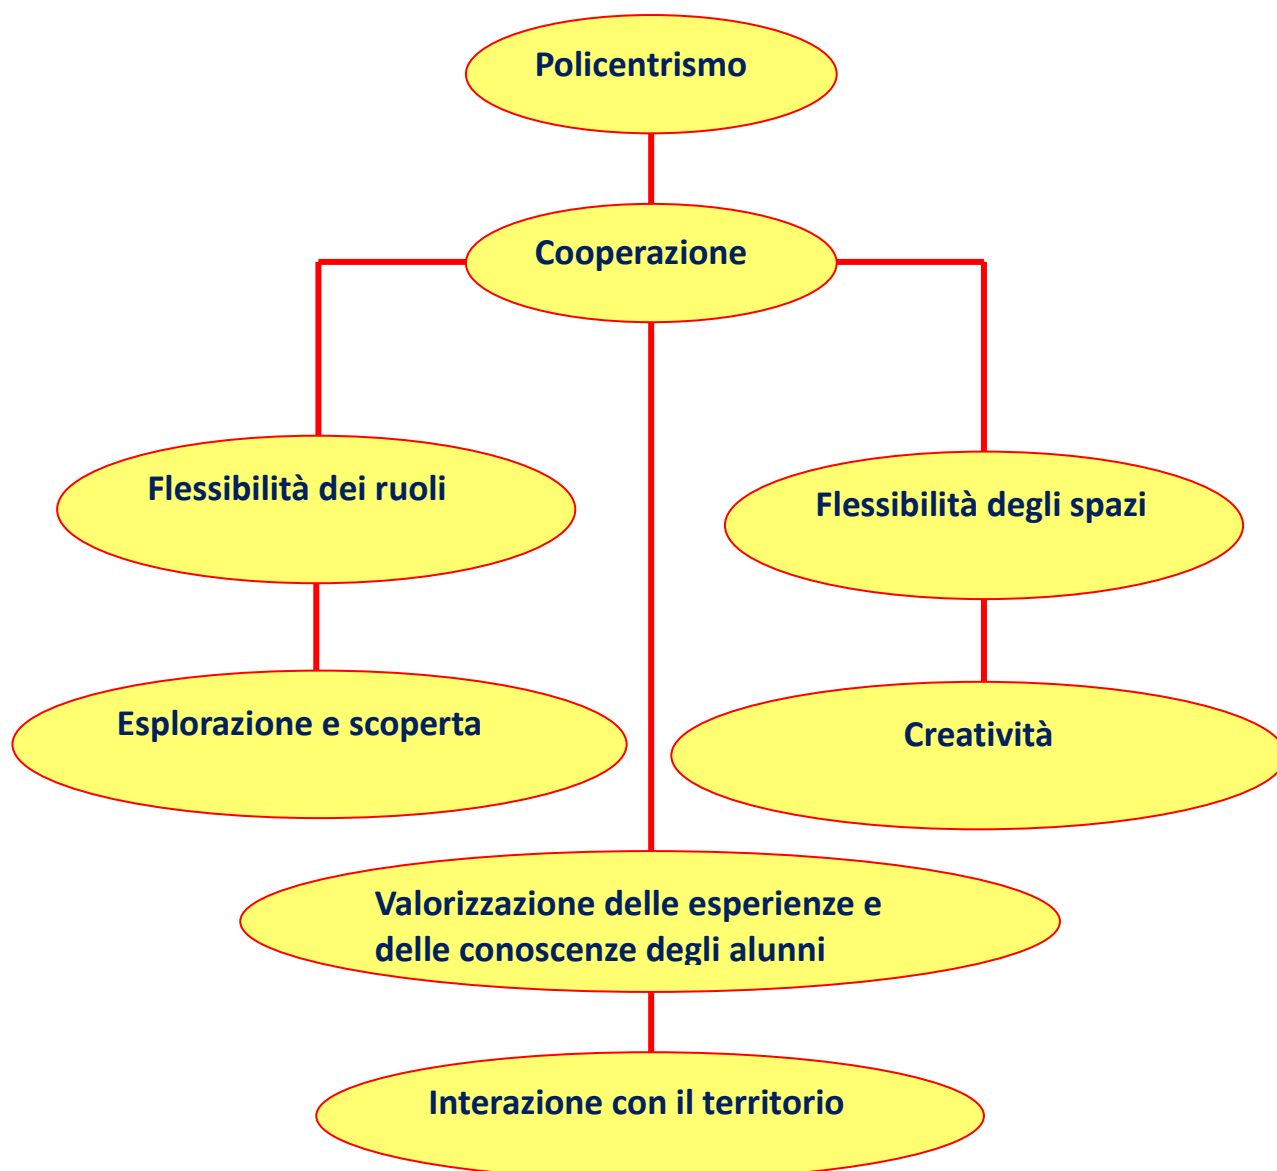 Policentrismo
Cooperazione
Flessibilità dei ruoli
Flessibilità degli spazi
Esplorazione e scoperta
Creatività
Valorizzazione delle esperienze e
delle conoscenze degli alunni
Interazione con il territorio